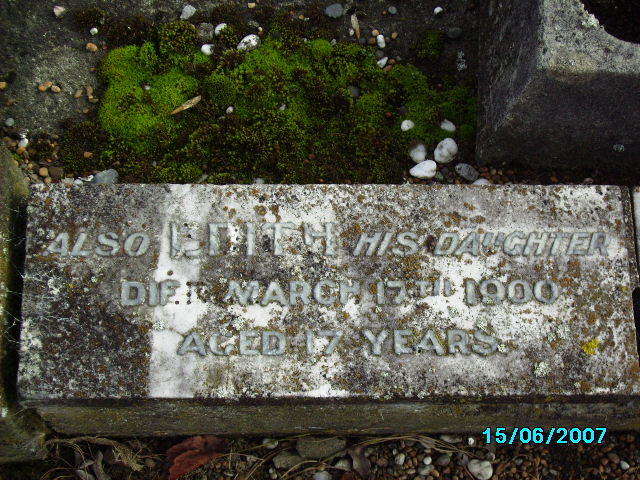 ALSO EDITH HIS DAUGHTER
DIED MARCH 17TH 1900
AGED 17 YEARS.
15/06/2007